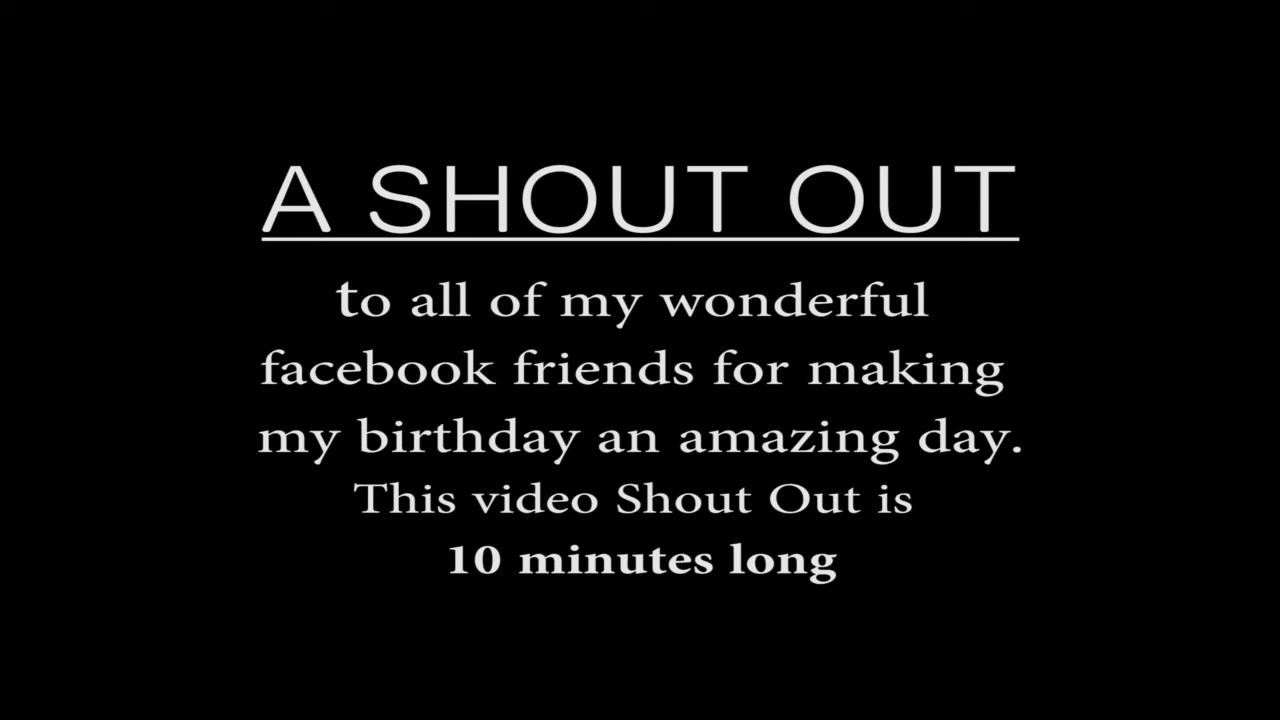 A SHOUT OUT
to all of my wonderful
facebook friends for making
my birthday an amazing day.
This video Shout Out is
10 minutes long